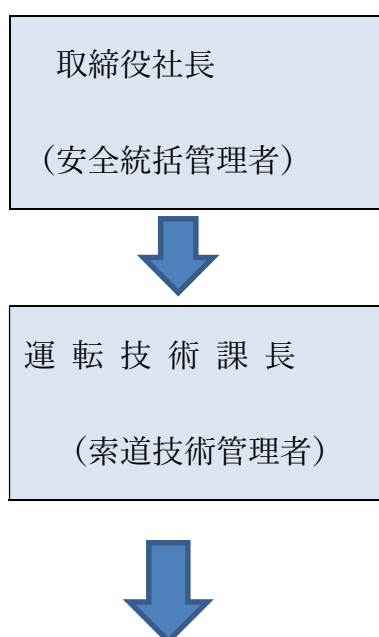 取締役社長
（安全統括管理者）
運 転 技 術 課 長
（索道技術管理者）